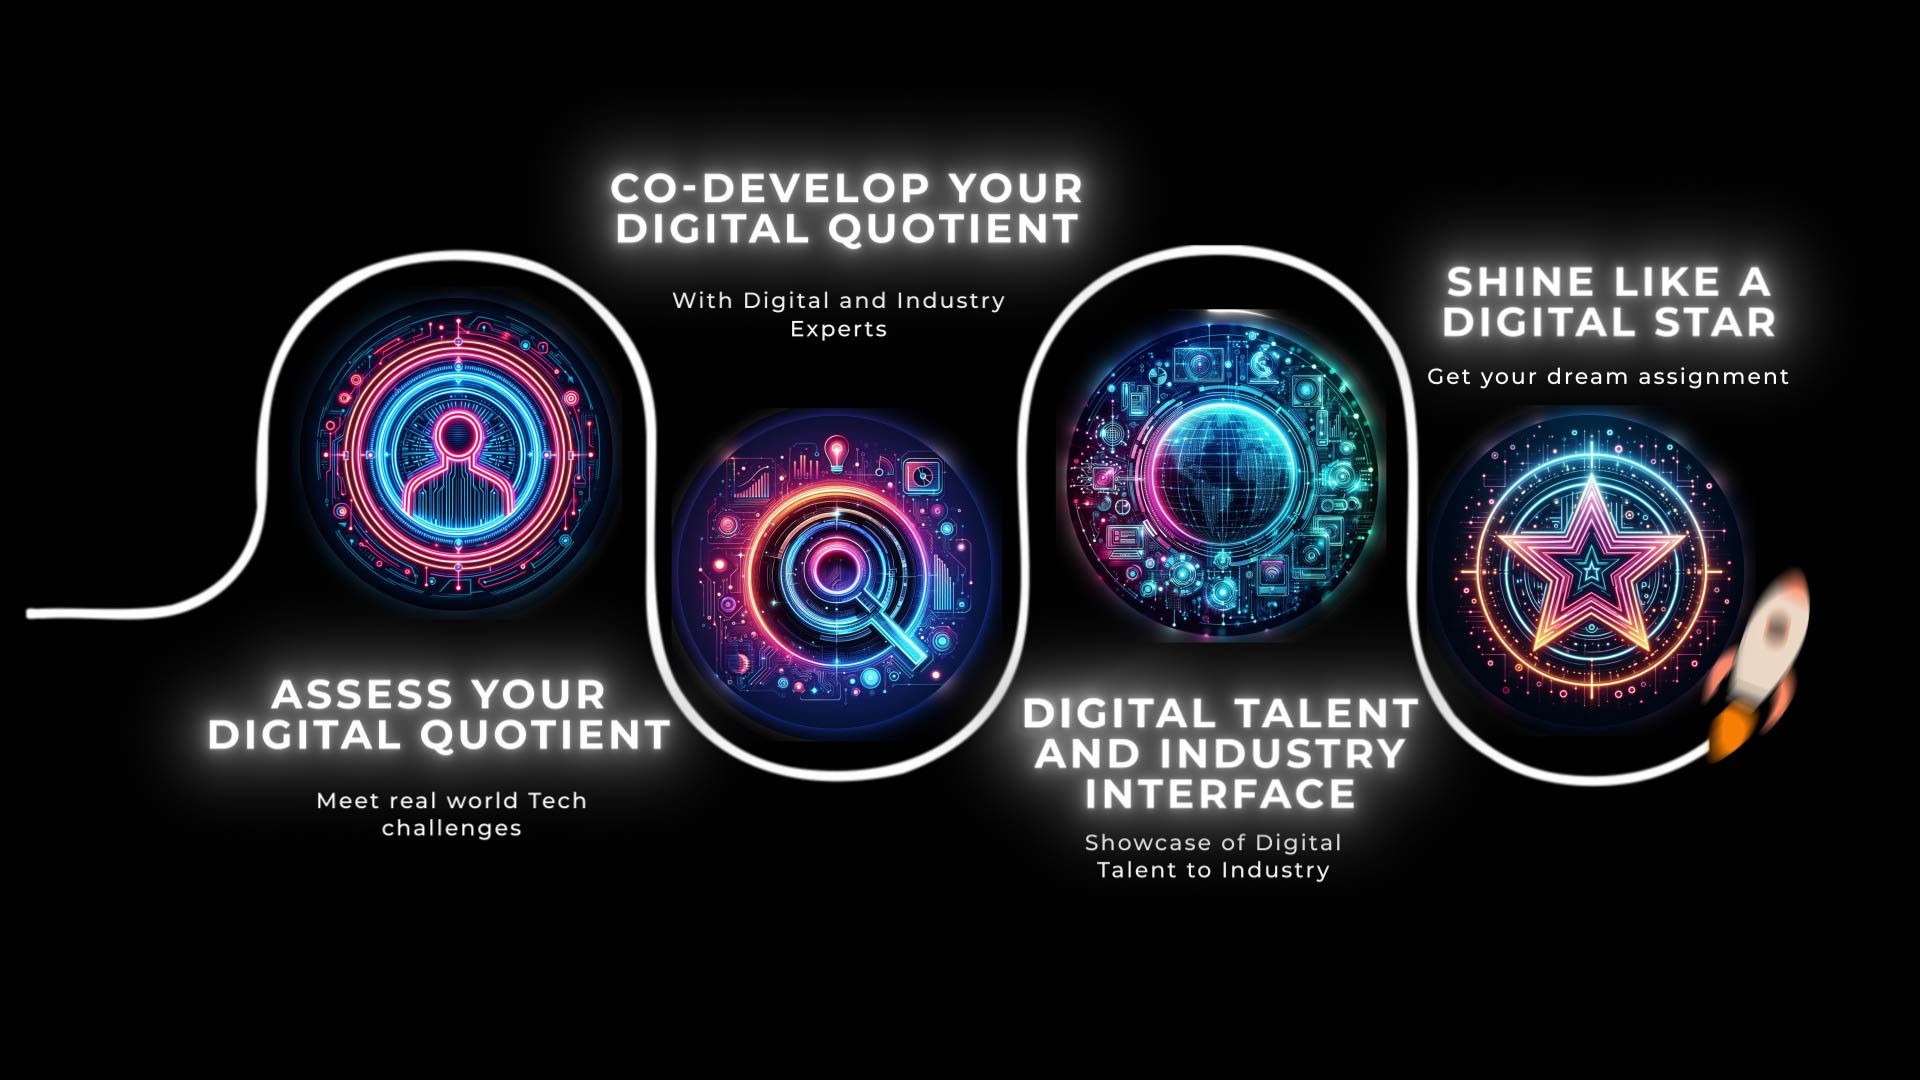 ASSESS YOUR
DIGITAL QUOTIENT
Meet real world Tech
challenges
CO-DEVELOP YOUR
DIGITAL QUOTIENT
With Digital and Industry
Experts
DIGITAL TALENT
AND INDUSTRY
INTERFACE
Showcase of Digital
Talent to Industry
SHINE LIKE A
DIGITAL STAR
Get your dream assignment